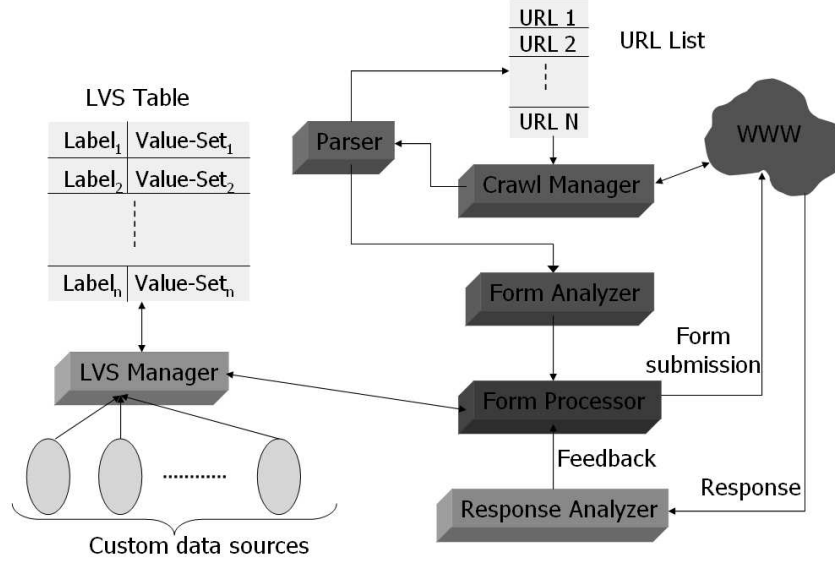 URL 1
URL 2
URL N
URL List
LVS Table
Label₁ Value-Set₁
Label₂ Value-Set₂
Labelₙ Value-Setₙ
Parser
WWW
Crawl Manager
Form Analyzer
Form
submission
LVS Manager
Form Processor
Feedback
Response
Response Analyzer
Custom data sources